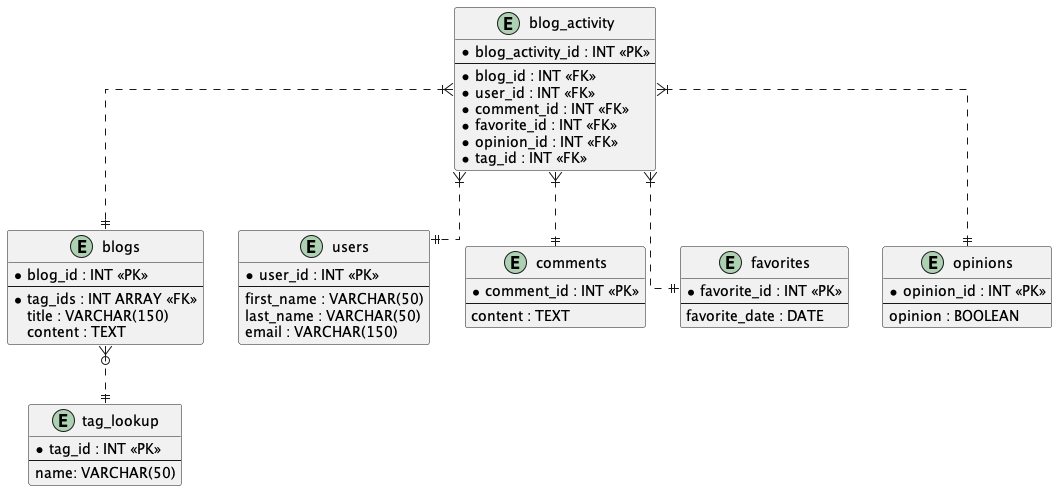 E blog_activity
* blog_activity_id : INT «PK»
* blog_id : INT «FK»
* user_id : INT «FK»
* comment_id : INT «FK»
* favorite_id : INT «FK»
* opinion_id : INT «FK»
* tag_id : INT «FK»
E blogs
* blog_id : INT «PK»
* tag_ids : INT ARRAY «FK»
title : VARCHAR(150)
content : TEXT
E users
* user_id : INT «PK»
first_name : VARCHAR(50)
last_name : VARCHAR(50)
email : VARCHAR(150)
E comments
* comment_id : INT «PK»
content : TEXT
E favorites
* favorite_id : INT «PK»
favorite_date : DATE
E opinions
* opinion_id : INT «PK»
opinion : BOOLEAN
E tag_lookup
* tag_id : INT «PK»
name: VARCHAR(50)